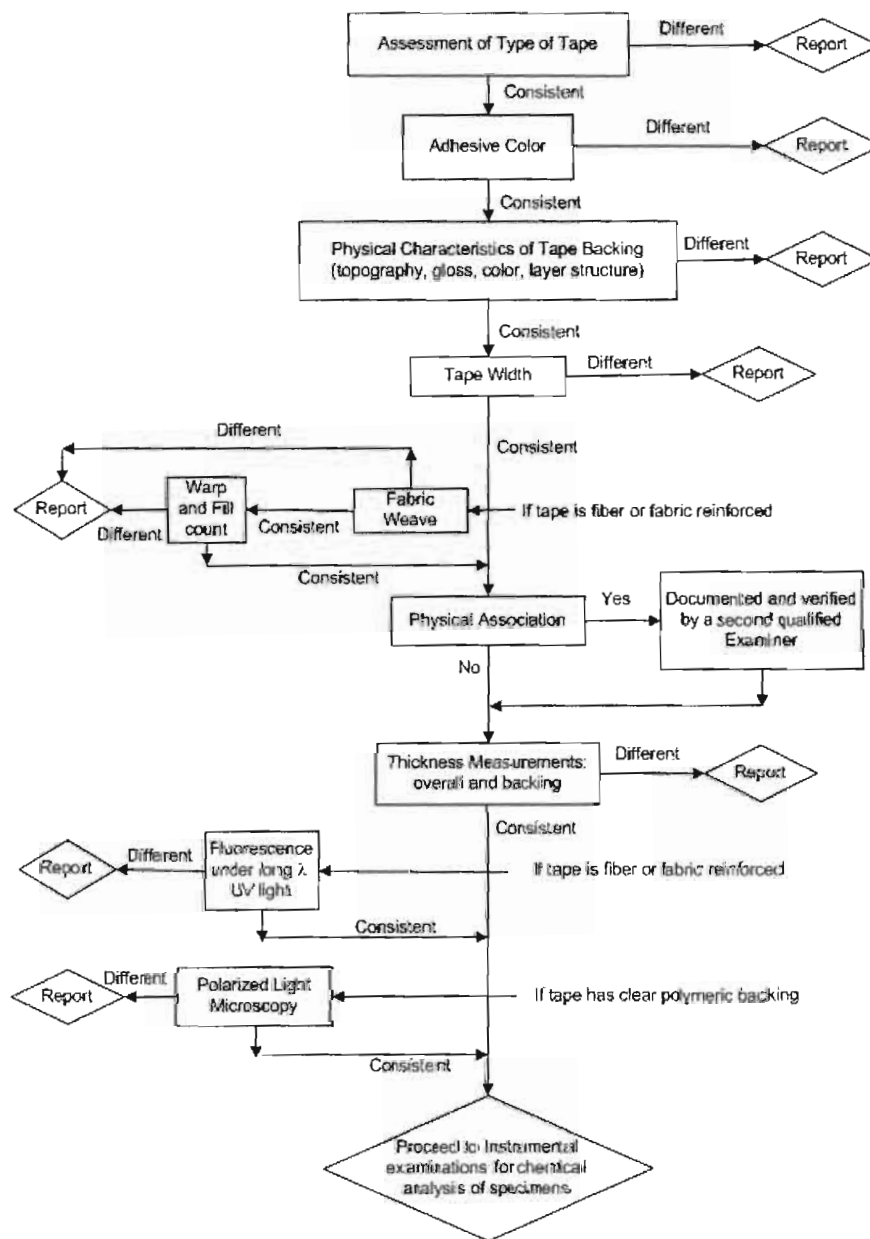 Assessment of Type of Tape
Different
Report
Consistent
Adhesive Color
Different
Report
Consistent
Physical Characteristics of Tape Backing
(topography, gloss, color, layer structure)
Different
Report
Consistent
Tape Width
Different
Report
Consistent
Different
Report
Different
Warp
and Fill
count
Consistent
Fabric
Weave
If tape is fiber or fabric reinforced
Consistent
Physical Association
Yes
Documented and verified
by a second qualified
Examiner
No
Thickness Measurements:
overall and backing
Different
Report
Consistent
Report
Different
Fluorescence
under long λ
UV light
If tape is fiber or fabric reinforced
Consistent
Report
Different
Polarized Light
Microscopy
If tape has clear polymeric backing
Consistent
Proceed to Instrumental
examinations for chemical
analysis of specimens